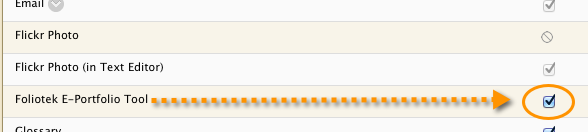 Email
Flickr Photo
Flickr Photo (in Text Editor)
Foliotek E-Portfolio Tool
Glossary